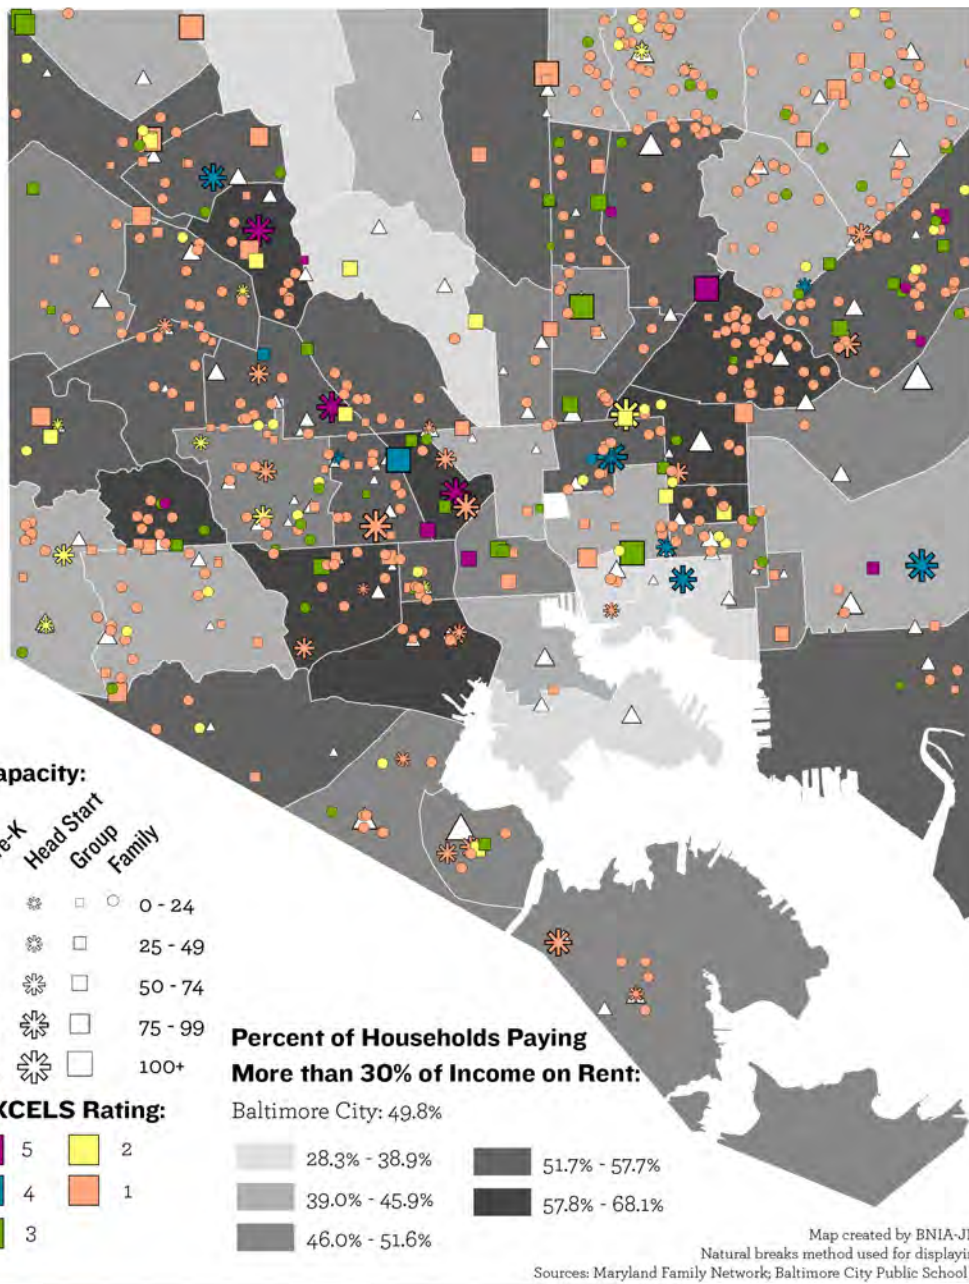 apacity:
e-K
Head Start
Group
Family
0 - 24
25 - 49
50 - 74
75 - 99
100+
XCELS Rating:
5 2
4 1
3
Percent of Households Paying
More than 30% of Income on Rent:
Baltimore City: 49.8%
28.3% - 38.9% 51.7% - 57.7%
39.0% - 45.9% 57.8% - 68.1%
46.0% - 51.6%
Map created by BNIA-JI
Natural breaks method used for displayin
Sources: Maryland Family Network; Baltimore City Public School